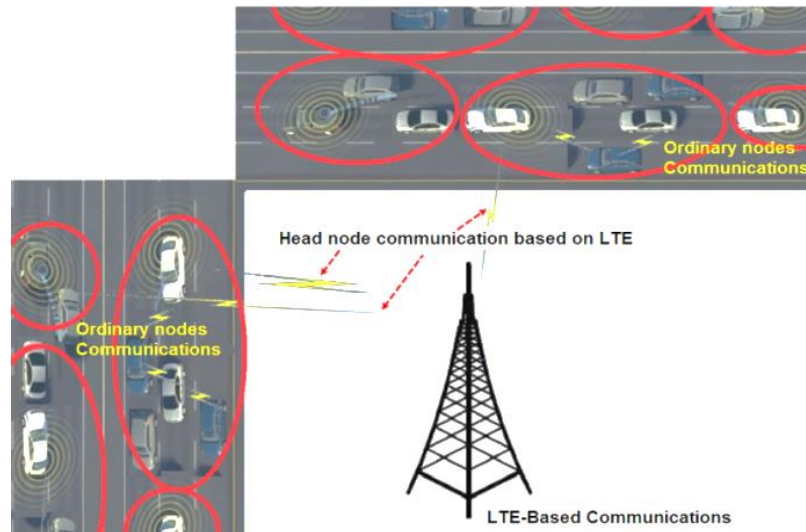 Ordinary nodes
Communications
Head node communication based on LTE
Ordinary nodes
Communications
LTE-Based Communications